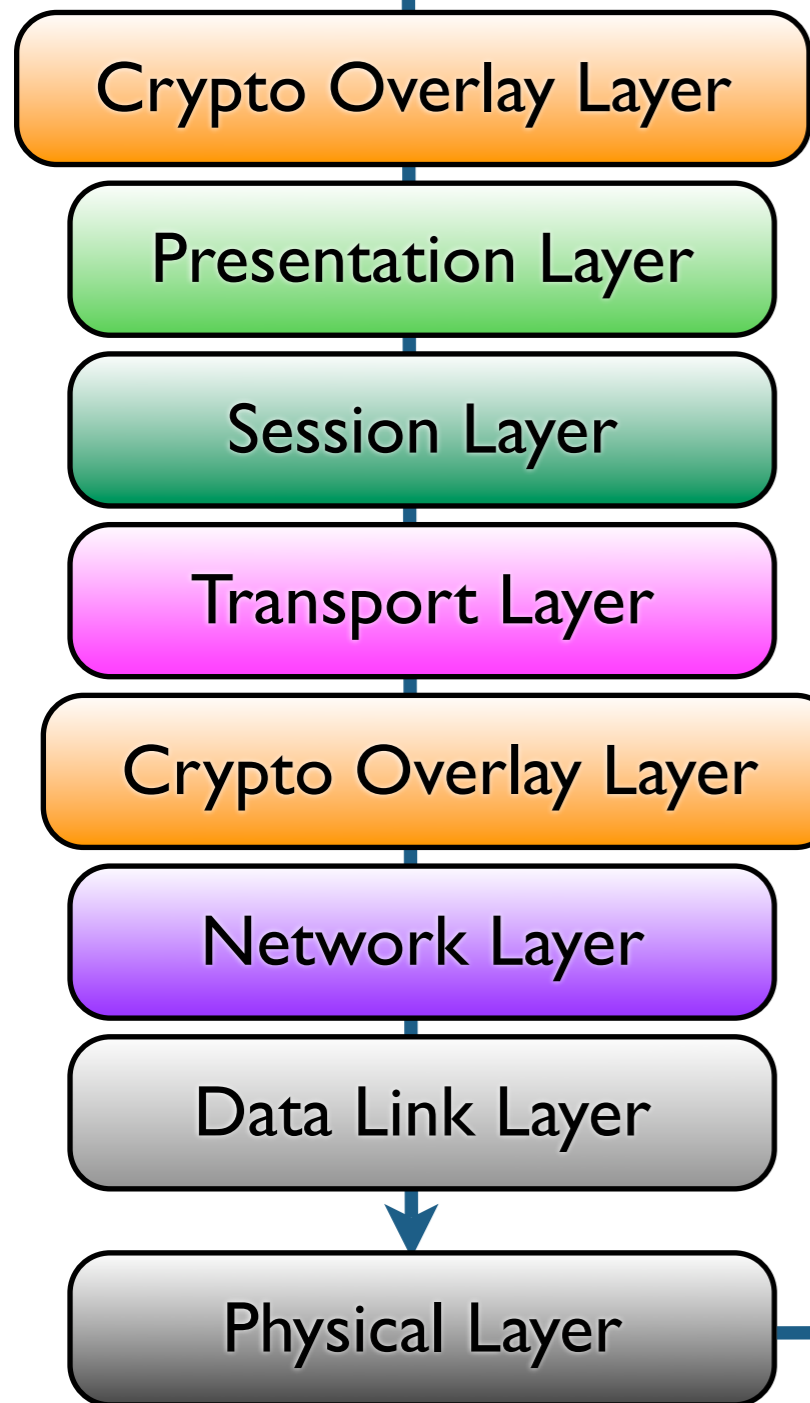 Crypto Overlay Layer
Presentation Layer
Session Layer
Transport Layer
Crypto Overlay Layer
Network Layer
Data Link Layer
Physical Layer